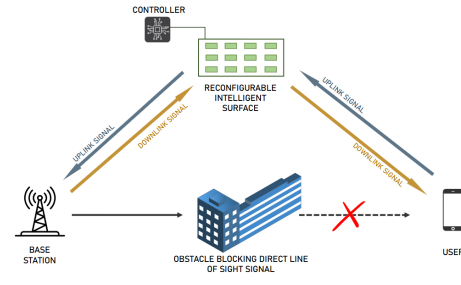 CONTROLLER
RECONFIGURABLE
INTELLIGENT
SURFACE
UPLINK SIGNAL
DOWNLINK SIGNAL
UPLINK SIGNAL
DOWNLINK SIGNAL
BASE
STATION
OBSTACLE BLOCKING DIRECT LINE
OF SIGHT SIGNAL
USER